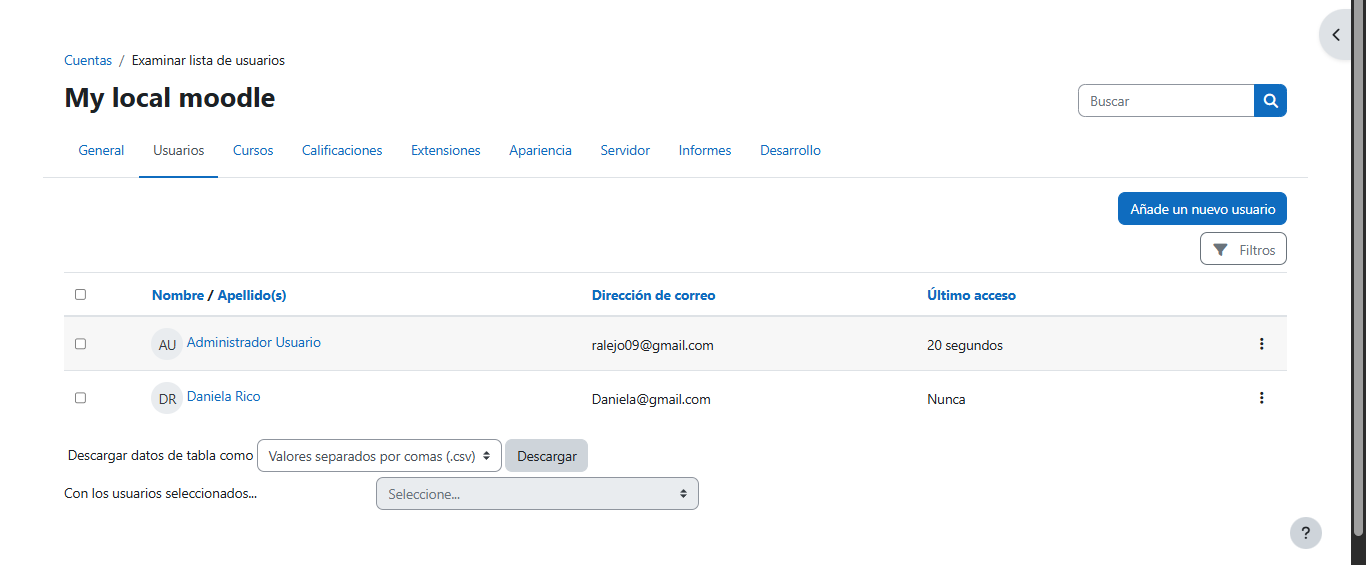 Cuentas / Examinar lista de usuarios
My local moodle
Buscar
General Usuarios Cursos Calificaciones Extensiones Apariencia Servidor Informes Desarrollo
Añade un nuevo usuario
Filtros
Nombre / Apellido(s) Dirección de correo Último acceso
AU Administrador Usuario ralejo09@gmail.com 20 segundos
DR Daniela Rico Daniela@gmail.com Nunca
Descargar datos de tabla como Valores separados por comas (.csv) Descargar
Con los usuarios seleccionados... Seleccione...
?